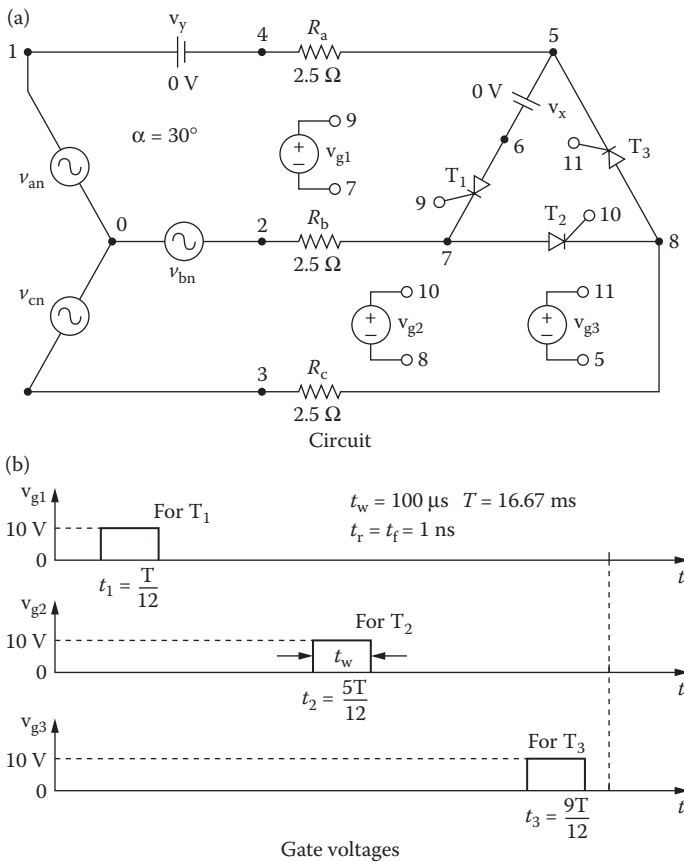 (a)
1
v_y
0 V
4
R_a
2.5 Ω
5
0 V
v_x
α = 30°
9
v_g1
7
6
T_1
9
11
T_3
v_an
0
v_bn
2
R_b
2.5 Ω
7
T_2
10
8
v_cn
10
v_g2
8
11
v_g3
5
3
R_c
2.5 Ω
Circuit
(b)
v_g1
10 V
0
For T_1
t_w = 100 μs T = 16.67 ms
t_r = t_f = 1 ns
t_1 = T/12
t
v_g2
10 V
0
For T_2
t_w
t_2 = 5T/12
t
v_g3
10 V
0
For T_3
t_3 = 9T/12
t
Gate voltages